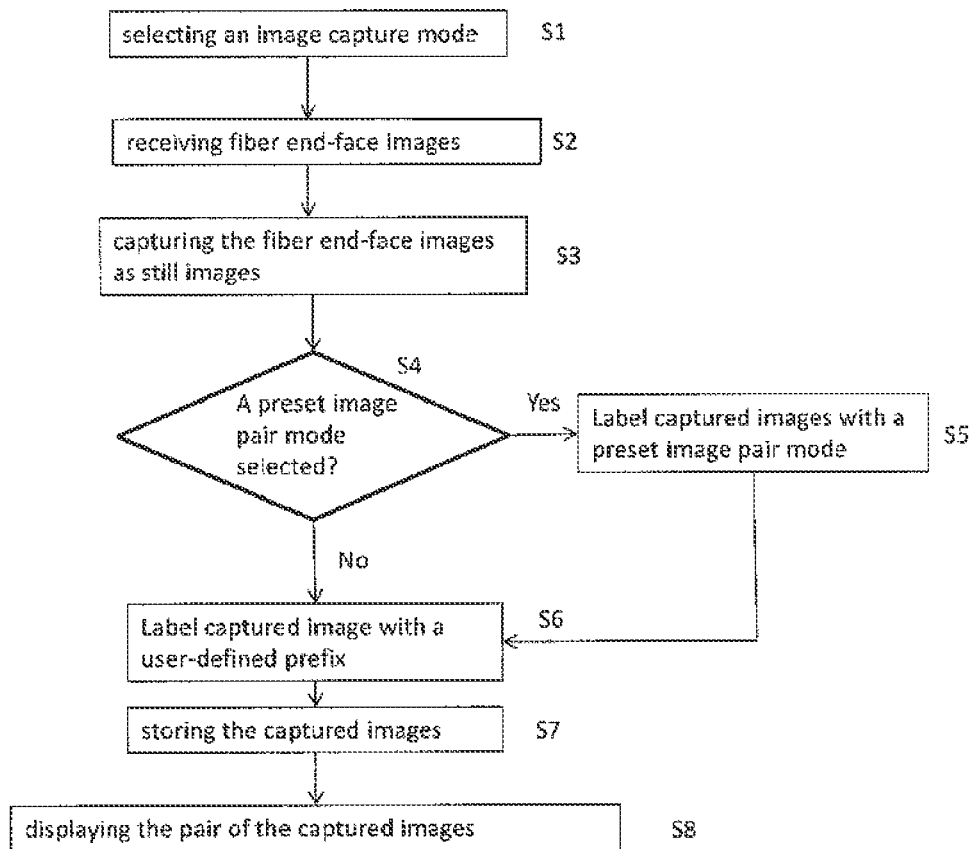 selecting an image capture mode S1
receiving fiber end-face images S2
capturing the fiber end-face images
as still images
S3
S4
A preset image
pair mode
selected?
Yes
Label captured images with a
preset image pair mode
S5
No
Label captured image with a
user-defined prefix
S6
storing the captured images S7
displaying the pair of the captured images S8